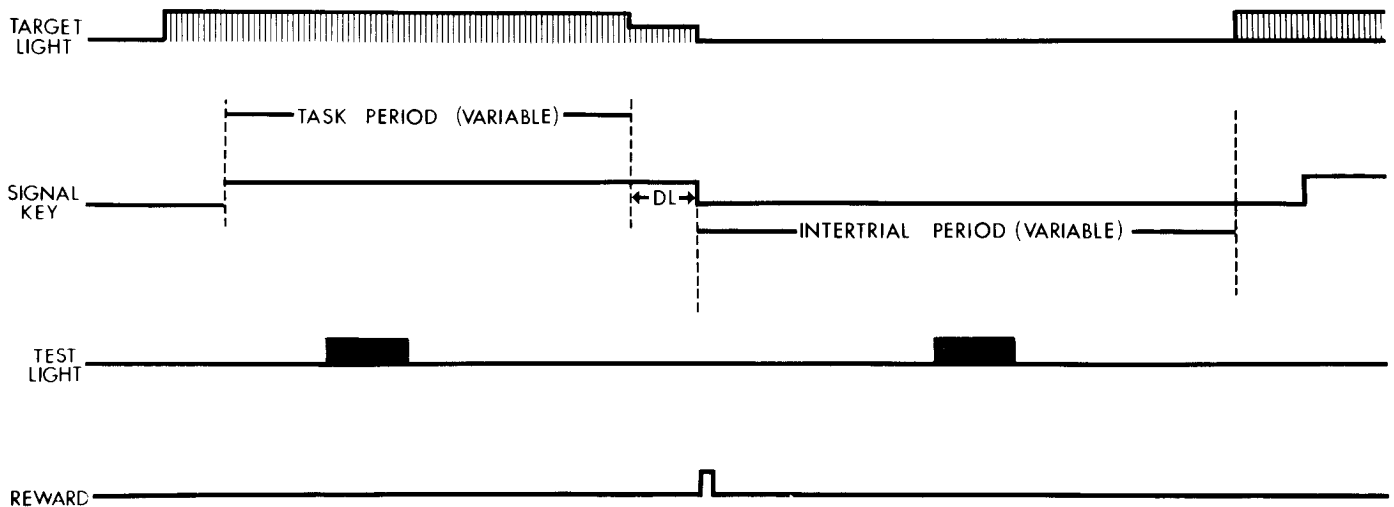 TARGET
LIGHT
TASK PERIOD (VARIABLE)
SIGNAL
KEY
DL
INTERTRIAL PERIOD (VARIABLE)
TEST
LIGHT
REWARD